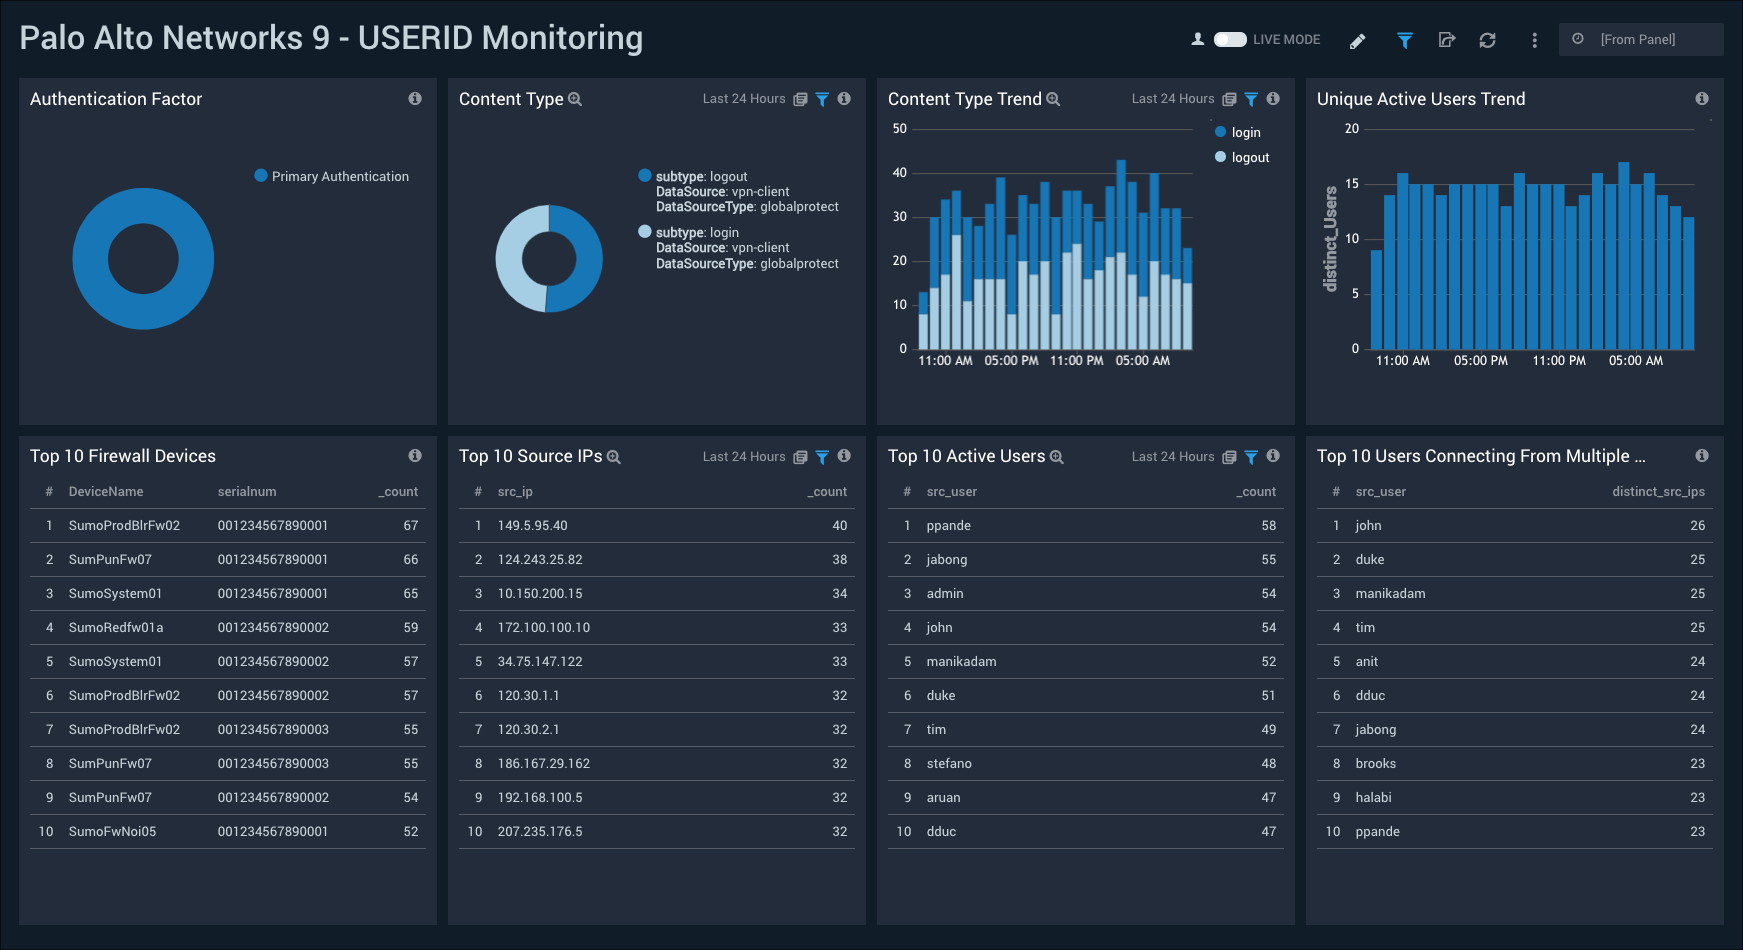 Palo Alto Networks 9 - USERID Monitoring
LIVE MODE
[From Panel]
Authentication Factor
Primary Authentication
Content Type
Last 24 Hours
subtype: logout
DataSource: vpn-client
DataSourceType: globalprotect
subtype: login
DataSource: vpn-client
DataSourceType: globalprotect
Content Type Trend
Last 24 Hours
50
40
30
20
10
0
11:00 AM 05:00 PM 11:00 PM 05:00 AM
login
logout
Unique Active Users Trend
distinct_Users
20
15
10
5
0
11:00 AM 05:00 PM 11:00 PM 05:00 AM
Top 10 Firewall Devices
# DeviceName serialnum _count
1 SumoProdBlrFw02 001234567890001 67
2 SumPunFw07 001234567890001 66
3 SumoSystem01 001234567890001 65
4 SumoRedfw01a 001234567890002 59
5 SumoSystem01 001234567890002 57
6 SumoProdBlrFw02 001234567890002 57
7 SumoProdBlrFw02 001234567890003 55
8 SumPunFw07 001234567890003 55
9 SumPunFw07 001234567890002 54
10 SumoFwNoi05 001234567890001 52
Top 10 Source IPs
Last 24 Hours
# src_ip _count
1 149.5.95.40 40
2 124.243.25.82 38
3 10.150.200.15 34
4 172.100.100.10 33
5 34.75.147.122 33
6 120.30.1.1 32
7 120.30.2.1 32
8 186.167.29.162 32
9 192.168.100.5 32
10 207.235.176.5 32
Top 10 Active Users
Last 24 Hours
# src_user _count
1 ppande 58
2 jabong 55
3 admin 54
4 john 54
5 manikadam 52
6 duke 51
7 tim 49
8 stefano 48
9 aruan 47
10 dduc 47
Top 10 Users Connecting From Multiple ...
# src_user distinct_src_ips
1 john 26
2 duke 25
3 manikadam 25
4 tim 25
5 anit 24
6 dduc 24
7 jabong 24
8 brooks 23
9 halabi 23
10 ppande 23